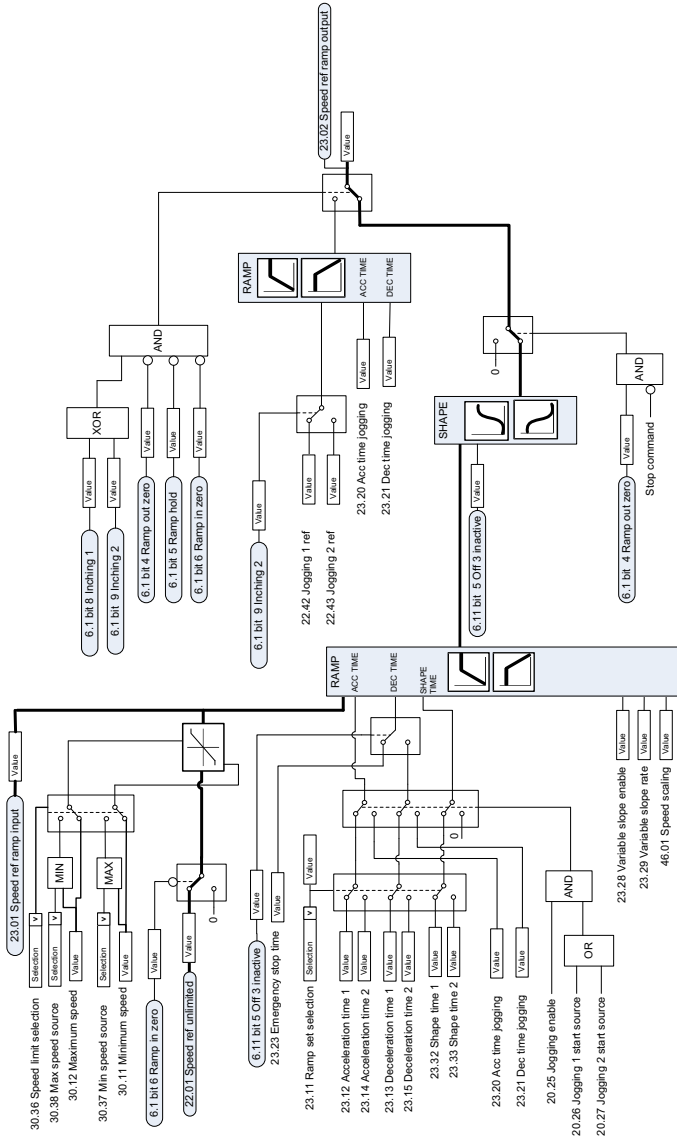 23.01 Speed ref ramp input
Value
30.36 Speed limit selection
Selection
v
30.38 Max speed source
Selection
v
MIN
30.12 Maximum speed
Value
30.37 Min speed source
Selection
v
MAX
30.11 Minimum speed
Value
6.1 bit 6 Ramp in zero
Value
22.01 Speed ref unlimited
Value
0
6.11 bit 5 Off 3 inactive
Value
23.23 Emergency stop time
Value
23.11 Ramp set selection
Selection
v
Value
23.12 Acceleration time 1
Value
23.14 Acceleration time 2
Value
23.13 Deceleration time 1
Value
23.15 Deceleration time 2
Value
23.32 Shape time 1
Value
23.33 Shape time 2
Value
0
23.20 Acc time jogging
Value
23.21 Dec time jogging
Value
20.25 Jogging enable
AND
20.26 Jogging 1 start source
OR
20.27 Jogging 2 start source
RAMP
ACC TIME
DEC TIME
SHAPE
TIME
23.28 Variable slope enable
Value
23.29 Variable slope rate
Value
46.01 Speed scaling
Value
6.1 bit 8 Inching 1
Value
6.1 bit 9 Inching 2
Value
XOR
6.1 bit 4 Ramp out zero
Value
6.1 bit 5 Ramp hold
Value
6.1 bit 6 Ramp in zero
Value
AND
6.1 bit 9 Inching 2
Value
22.42 Jogging 1 ref
Value
22.43 Jogging 2 ref
Value
23.20 Acc time jogging
Value
23.21 Dec time jogging
Value
RAMP
ACC TIME
DEC TIME
SHAPE
6.11 bit 5 Off 3 inactive
Value
0
6.1 bit 4 Ramp out zero
Value
AND
Stop command
23.02 Speed ref ramp output
Value